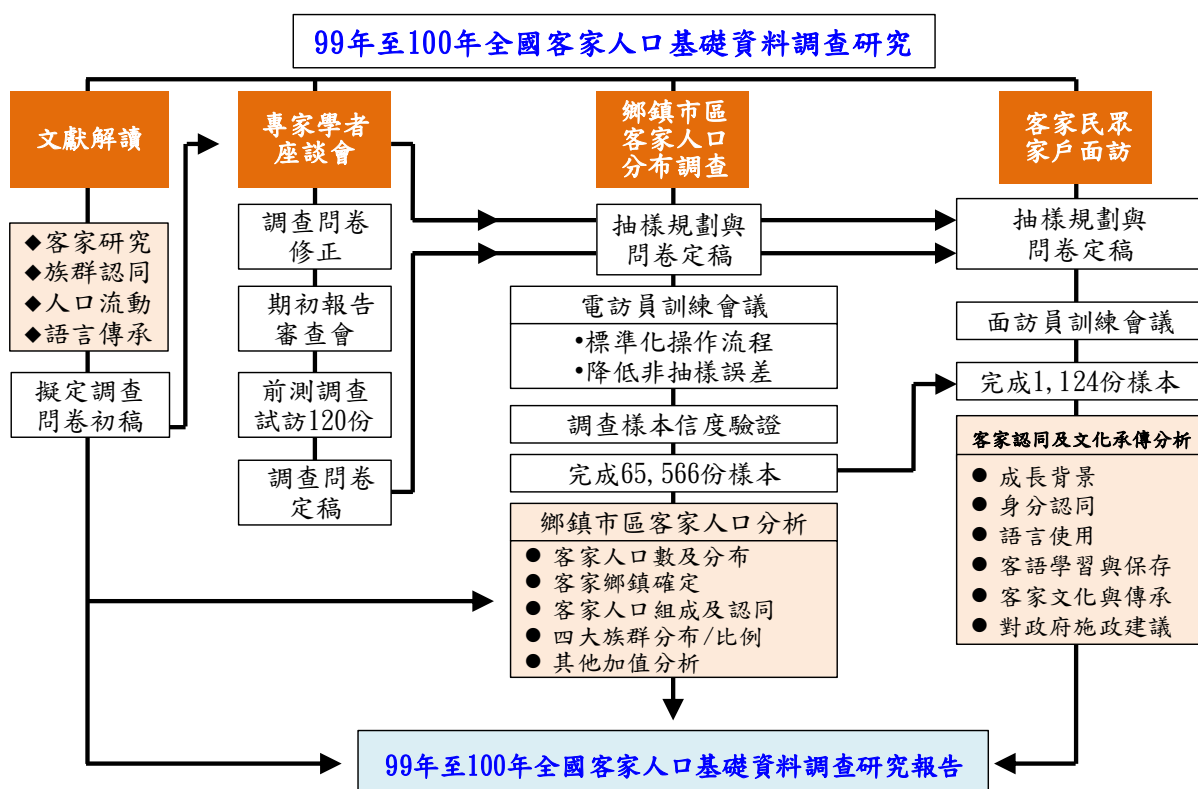 99年至100年全國客家人口基礎資料調查研究
文獻解讀
◆客家研究
◆族群認同
◆人口流動
◆語言傳承
擬定調查
問卷初稿
專家學者
座談會
調查問卷
修正
期初報告
審查會
前測調查
試訪120份
調查問卷
定稿
鄉鎮市區
客家人口
分布調查
抽樣規劃與
問卷定稿
電訪員訓練會議
•標準化操作流程
•降低非抽樣誤差
調查樣本信度驗證
完成65,566份樣本
鄉鎮市區客家人口分析
● 客家人口數及分布
● 客家鄉鎮確定
● 客家人口組成及認同
● 四大族群分布/比例
● 其他加值分析
客家民眾
家戶面訪
抽樣規劃與
問卷定稿
面訪員訓練會議
完成1,124份樣本
客家認同及文化承傳分析
● 成長背景
● 身分認同
● 語言使用
● 客語學習與保存
● 客家文化與傳承
● 對政府施政建議
99年至100年全國客家人口基礎資料調查研究報告